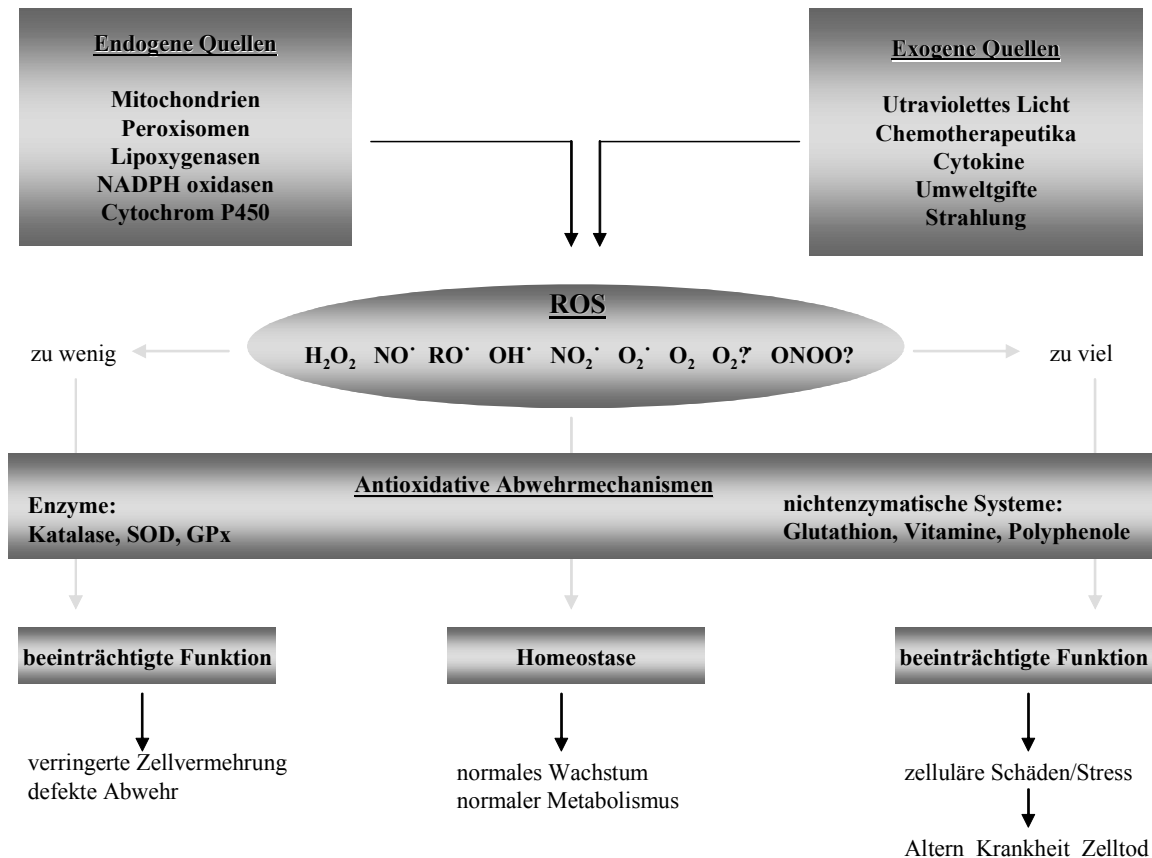 Endogene Quellen
Mitochondrien
Peroxisomen
Lipoxygenasen
NADPH oxidasen
Cytochrom P450
Exogene Quellen
Utraviolettes Licht
Chemotherapeutika
Cytokine
Umweltgifte
Strahlung
ROS
H₂O₂ NO˙ RO˙ OH˙ NO₂˙ O₂˙ O₂ O₂?˙ ONOO?
zu wenig
zu viel
Antioxidative Abwehrmechanismen
Enzyme:
Katalase, SOD, GPx
nichtenzymatische Systeme:
Glutathion, Vitamine, Polyphenole
beeinträchtigte Funktion
Homeostase
beeinträchtigte Funktion
verringerte Zellvermehrung
defekte Abwehr
normales Wachstum
normaler Metabolismus
zelluläre Schäden/Stress
Altern Krankheit Zelltod